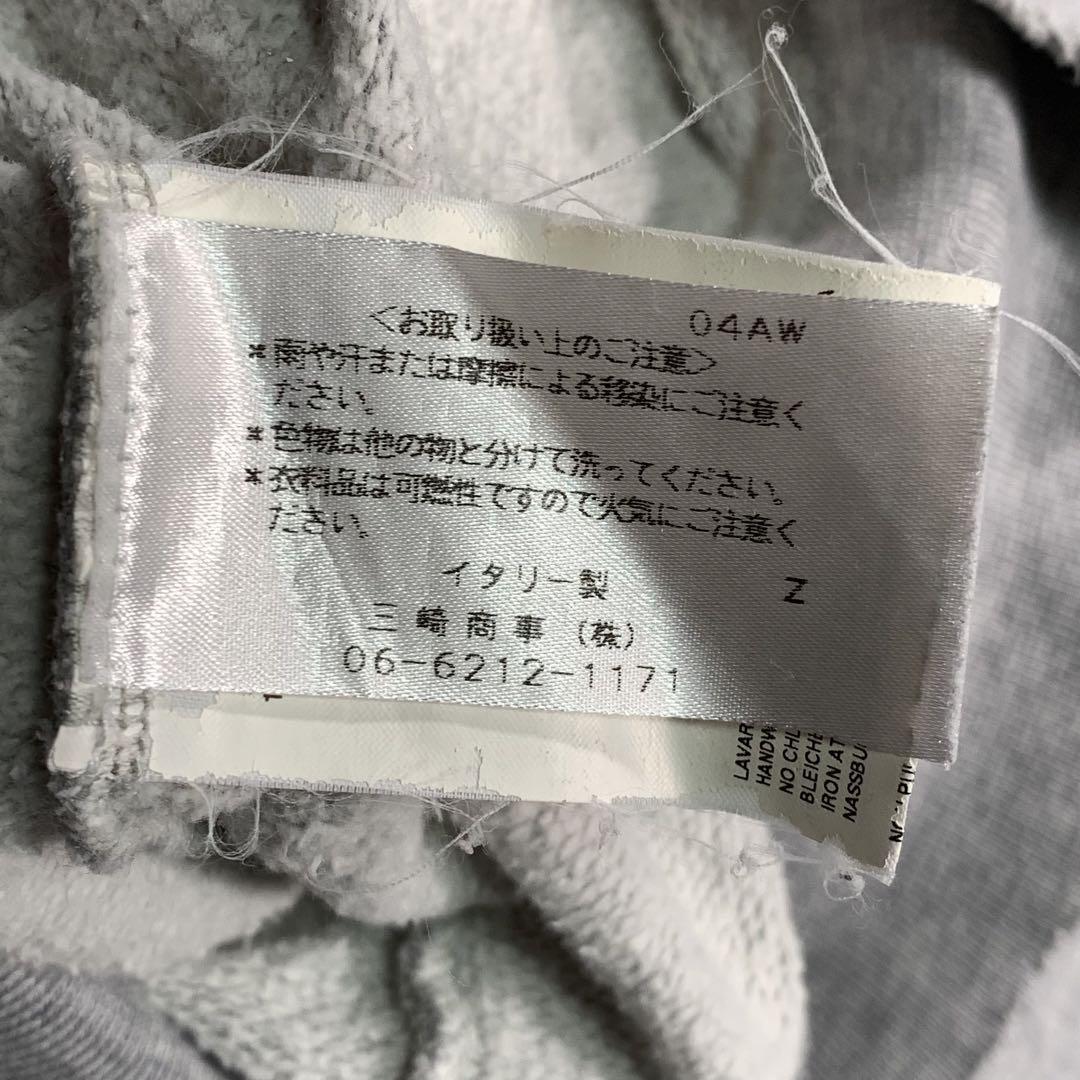 04AW
<お取り扱い上のご注意>
*雨や汗または摩擦による移染にご注意く
ださい。
*色物は他の物と分けて洗ってください。
*衣料品は可燃性ですので火気にご注意く
ださい。
イタリー製 Z
三崎商事(株)
06-6212-1171
LAVAR
HANDW
NO CHL
BLEICHE
IRON AT
NASSBU